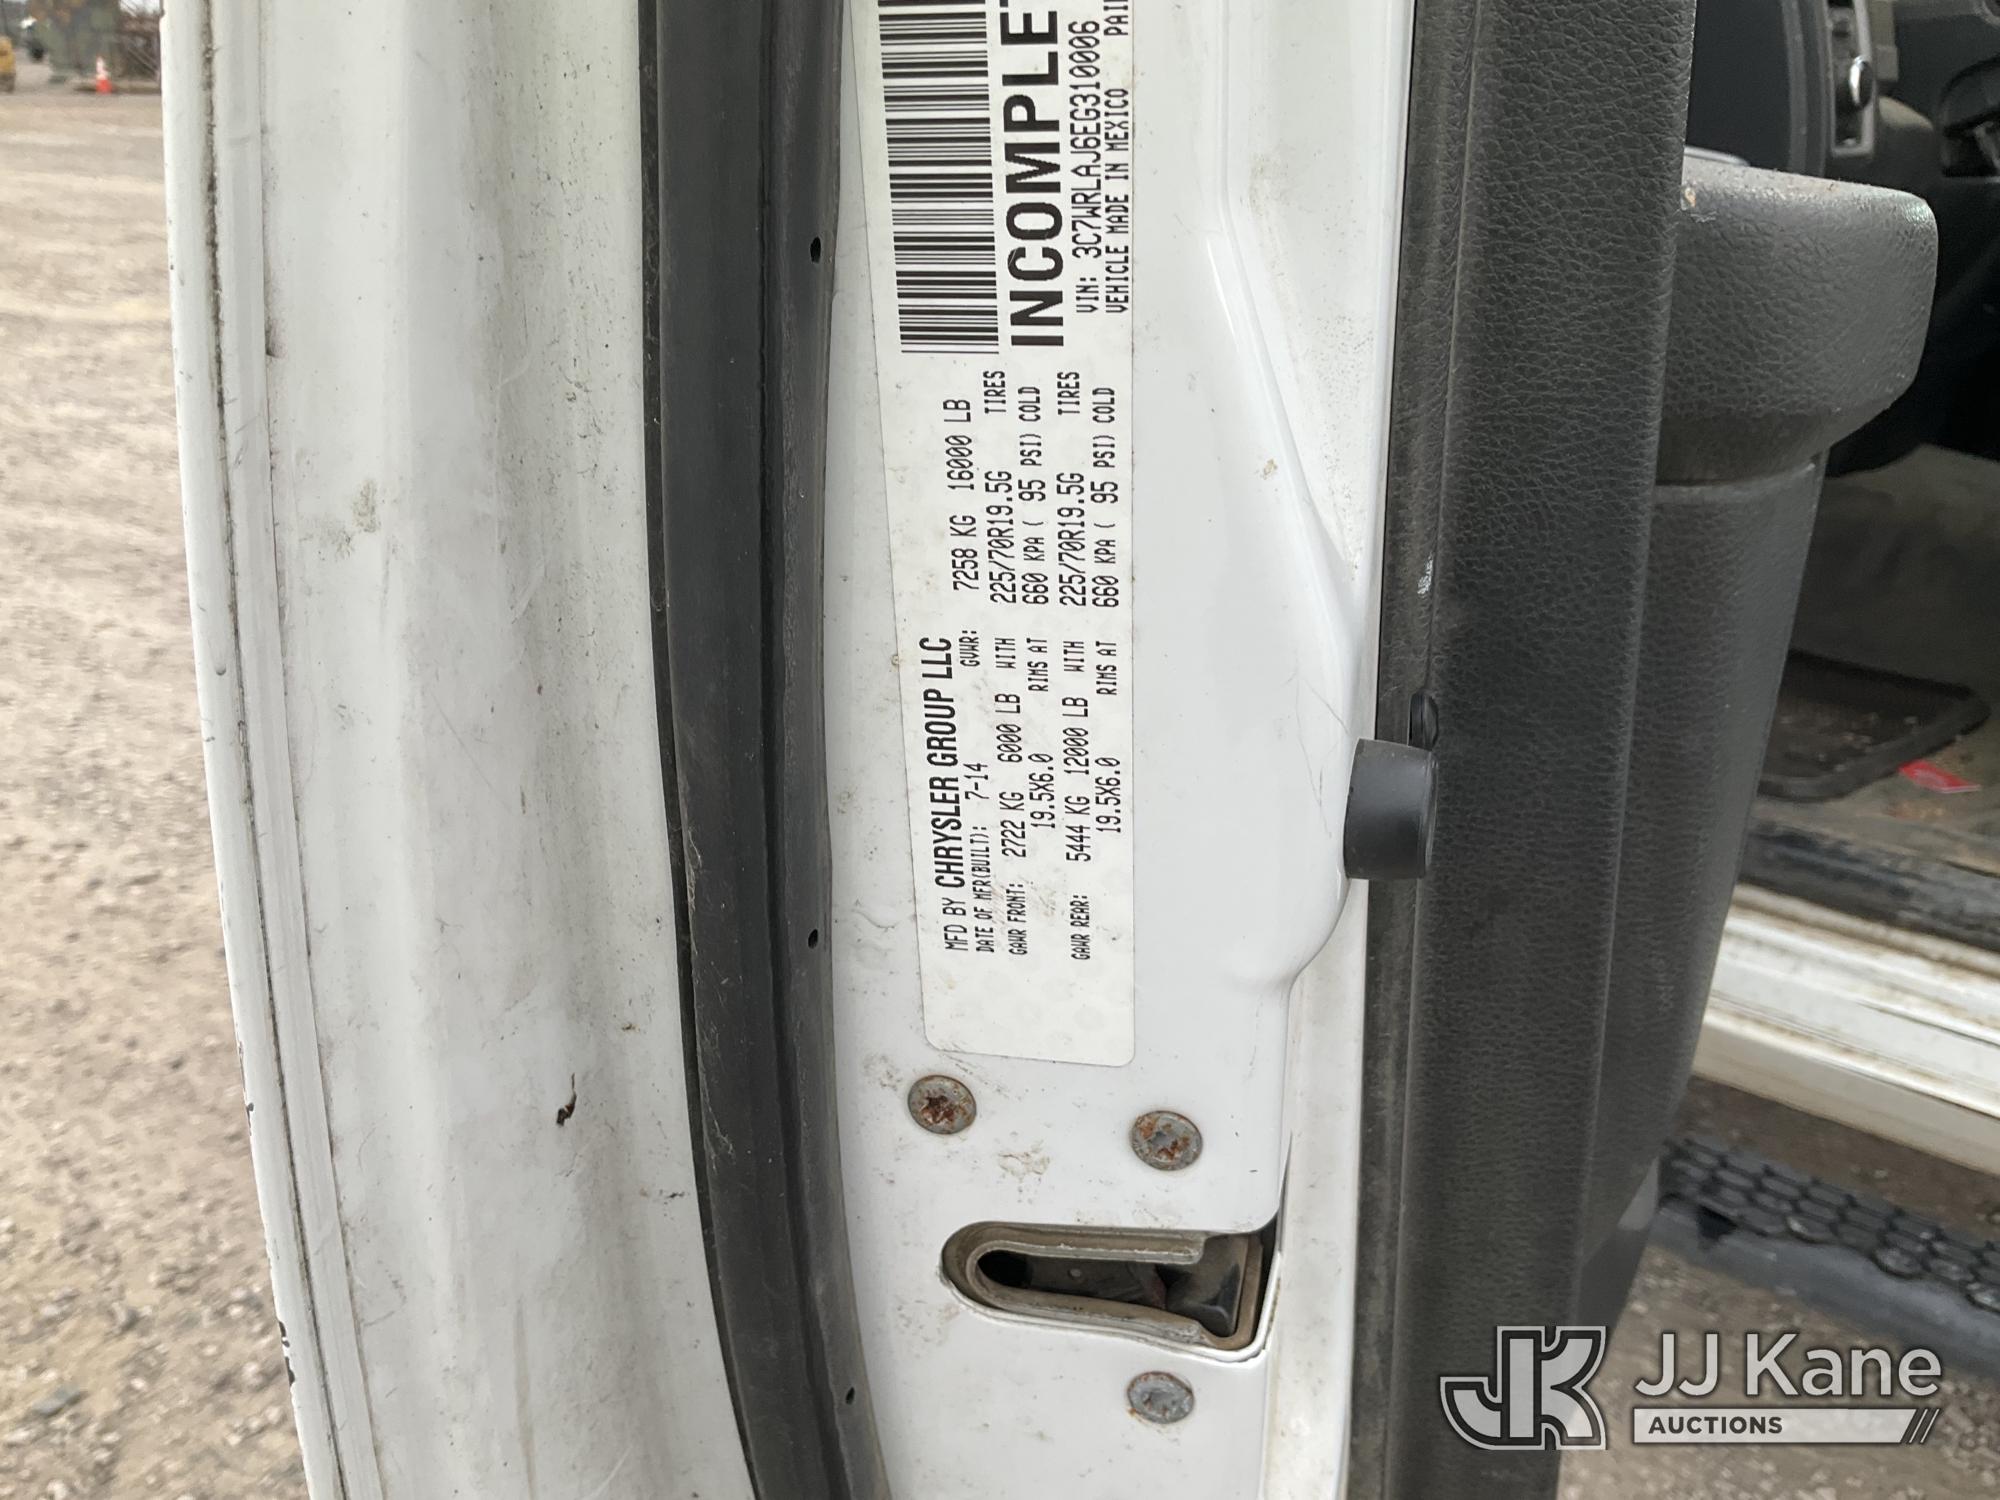 MFD BY CHRYSLER GROUP LLC
DATE OF MFR(BUILT): 7-14 GVWR: 7258 KG 16000 LB
GAWR FRONT: 2722 KG 6000 LB WITH 225/70R19.5G TIRES
19.5X6.0 RIMS AT 660 KPA ( 95 PSI) COLD
GAWR REAR: 5444 KG 12000 LB WITH 225/70R19.5G TIRES
19.5X6.0 RIMS AT 660 KPA ( 95 PSI) COLD
INCOMPLE
VIN: 3C7WRLAJ6EG310006
VEHICLE MADE IN MEXICO PAI
JK JJ Kane
AUCTIONS